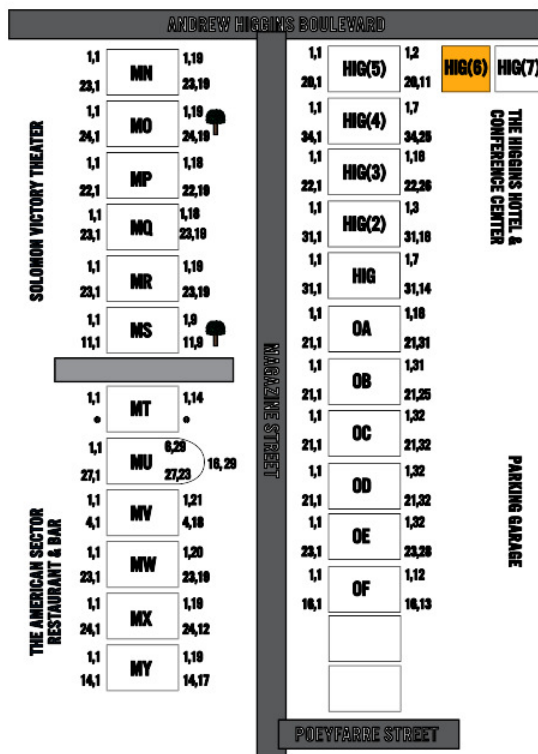 ANDREW HIGGINS BOULEVARD
1,1 1,19
MN
23,1 23,19
1,1 1,19
MO
24,1 24,19
1,1 1,18
MP
22,1 22,19
1,1 1,18
MQ
23,1 23,19
1,1 1,19
MR
23,1 23,19
1,1 1,9
MS
11,1 11,9
SOLOMON VICTORY THEATER
1,1 1,14
MT
1,1 6,29
MU 16,29
27,1 27,23
1,1 1,21
MV
4,1 4,18
1,1 1,20
MW
23,1 23,19
1,1 1,19
MX
24,1 24,12
1,1 1,19
MY
14,1 14,17
THE AMERICAN SECTOR
RESTAURANT & BAR
MAGAZINE STREET
1,1 1,2
HIG(5) HIG(6) HIG(7)
20,1 20,11
1,1 1,7
HIG(4)
34,1 34,25
1,1 1,18
HIG(3)
22,1 22,26
1,1 1,3
HIG(2)
31,1 31,18
1,1 1,7
HIG
31,1 31,14
1,1 1,18
OA
21,1 21,31
1,1 1,31
OB
21,1 21,25
1,1 1,32
OC
21,1 21,32
1,1 1,32
OD
21,1 21,32
1,1 1,32
OE
23,1 23,28
1,1 1,12
OF
16,1 16,13
THE HIGGINS HOTEL &
CONFERENCE CENTER
PARKING GARAGE
POEYFARRE STREET